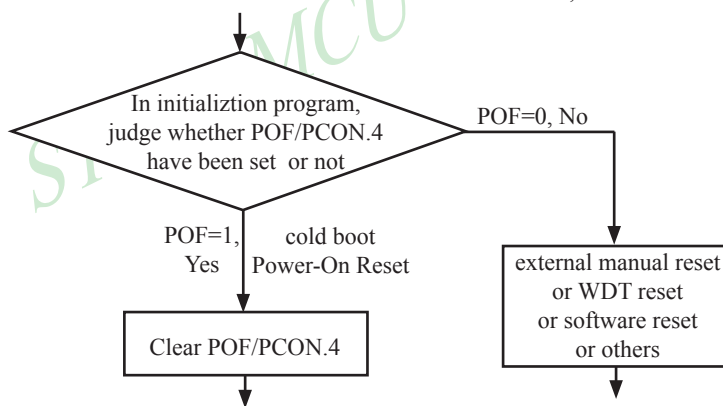 In initializtion program,
judge whether POF/PCON.4
have been set or not
POF=0, No
POF=1,
Yes
cold boot
Power-On Reset
external manual reset
or WDT reset
or software reset
or others
Clear POF/PCON.4
MCU